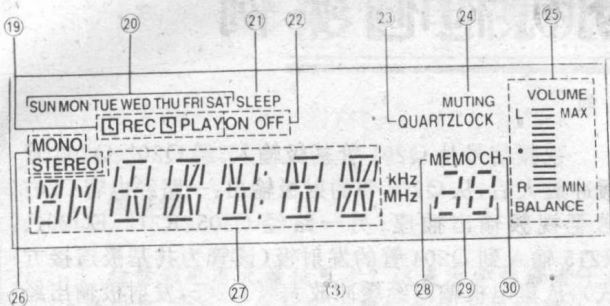 ⑲ ⑳ ㉑ ㉒ ㉓ ㉔ ㉕
SUN MON TUE WED THU FRI SAT SLEEP MUTING VOLUME
REC PLAY ON OFF QUARTZLOCK L MAX
MONO
STEREO MEMO CH
kHz
MHz R MIN
BALANCE
㉖ ㉗ ㉘ ㉙ ㉚